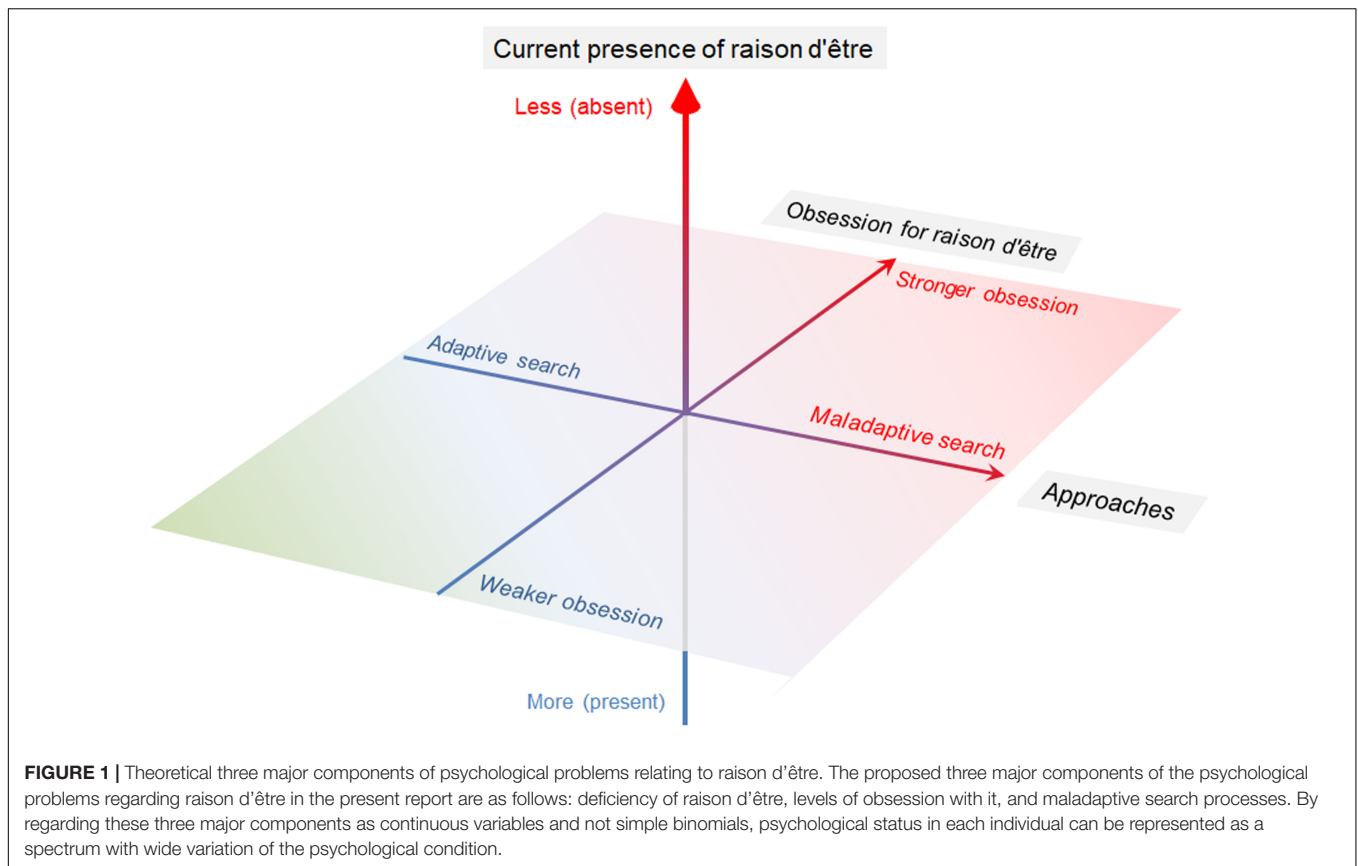 Current presence of raison d'être
Less (absent)
Obsession for raison d'être
Stronger obsession
Adaptive search
Maladaptive search
Approaches
Weaker obsession
More (present)
FIGURE 1 | Theoretical three major components of psychological problems relating to raison d’être. The proposed three major components of the psychological
problems regarding raison d’être in the present report are as follows: deficiency of raison d’être, levels of obsession with it, and maladaptive search processes. By
regarding these three major components as continuous variables and not simple binomials, psychological status in each individual can be represented as a
spectrum with wide variation of the psychological condition.